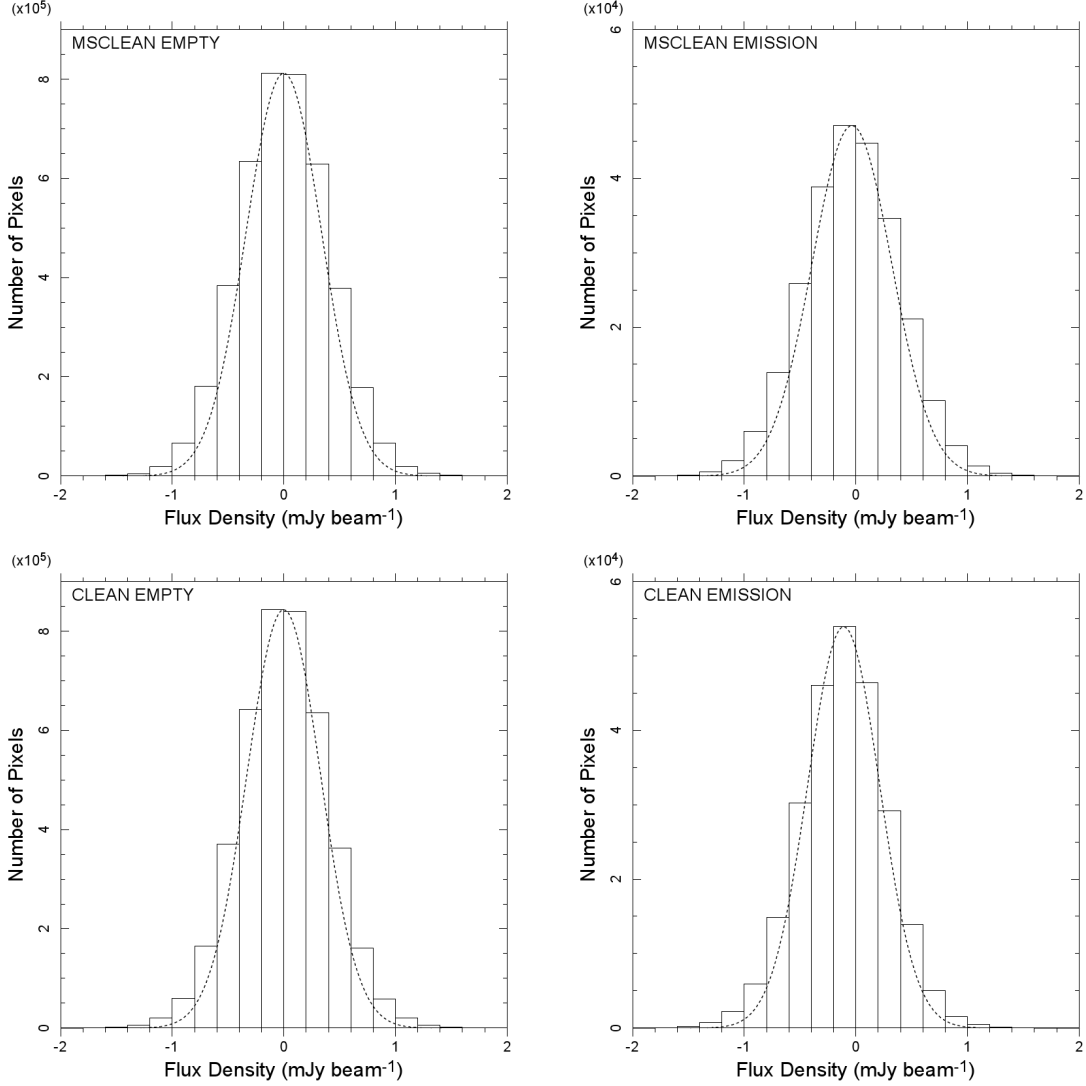 (x10⁵)
MSCLEAN EMPTY
8
6
4
2
0
Number of Pixels
-2 -1 0 1 2
Flux Density (mJy beam⁻¹)
(x10⁴)
MSCLEAN EMISSION
6
4
2
0
Number of Pixels
-2 -1 0 1 2
Flux Density (mJy beam⁻¹)
(x10⁵)
CLEAN EMPTY
8
6
4
2
0
Number of Pixels
-2 -1 0 1 2
Flux Density (mJy beam⁻¹)
(x10⁴)
CLEAN EMISSION
6
4
2
0
Number of Pixels
-2 -1 0 1 2
Flux Density (mJy beam⁻¹)